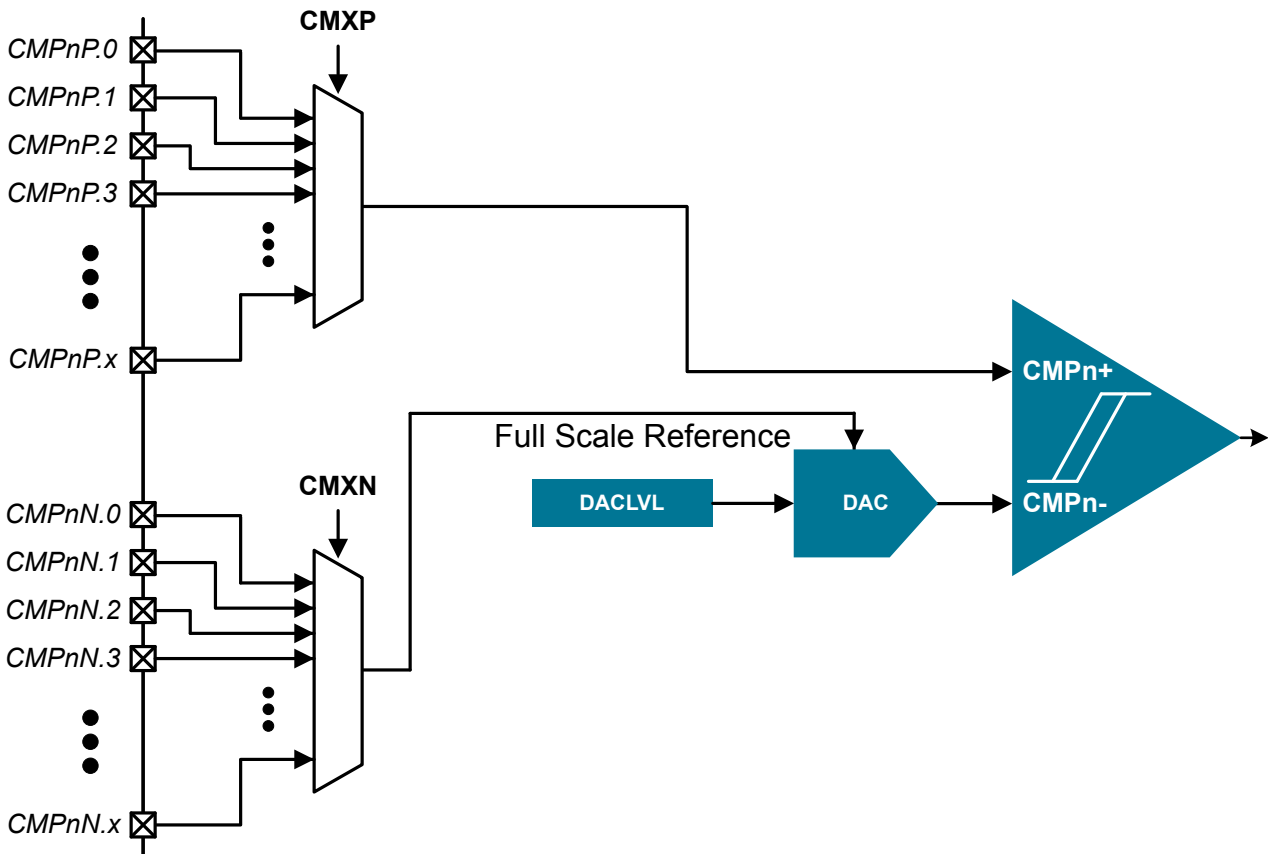 CMXP
CMPnP.0
CMPnP.1
CMPnP.2
CMPnP.3
CMPnP.x
CMPn+
Full Scale Reference
CMXN
DACLVL
DAC
CMPn-
CMPnN.0
CMPnN.1
CMPnN.2
CMPnN.3
CMPnN.x